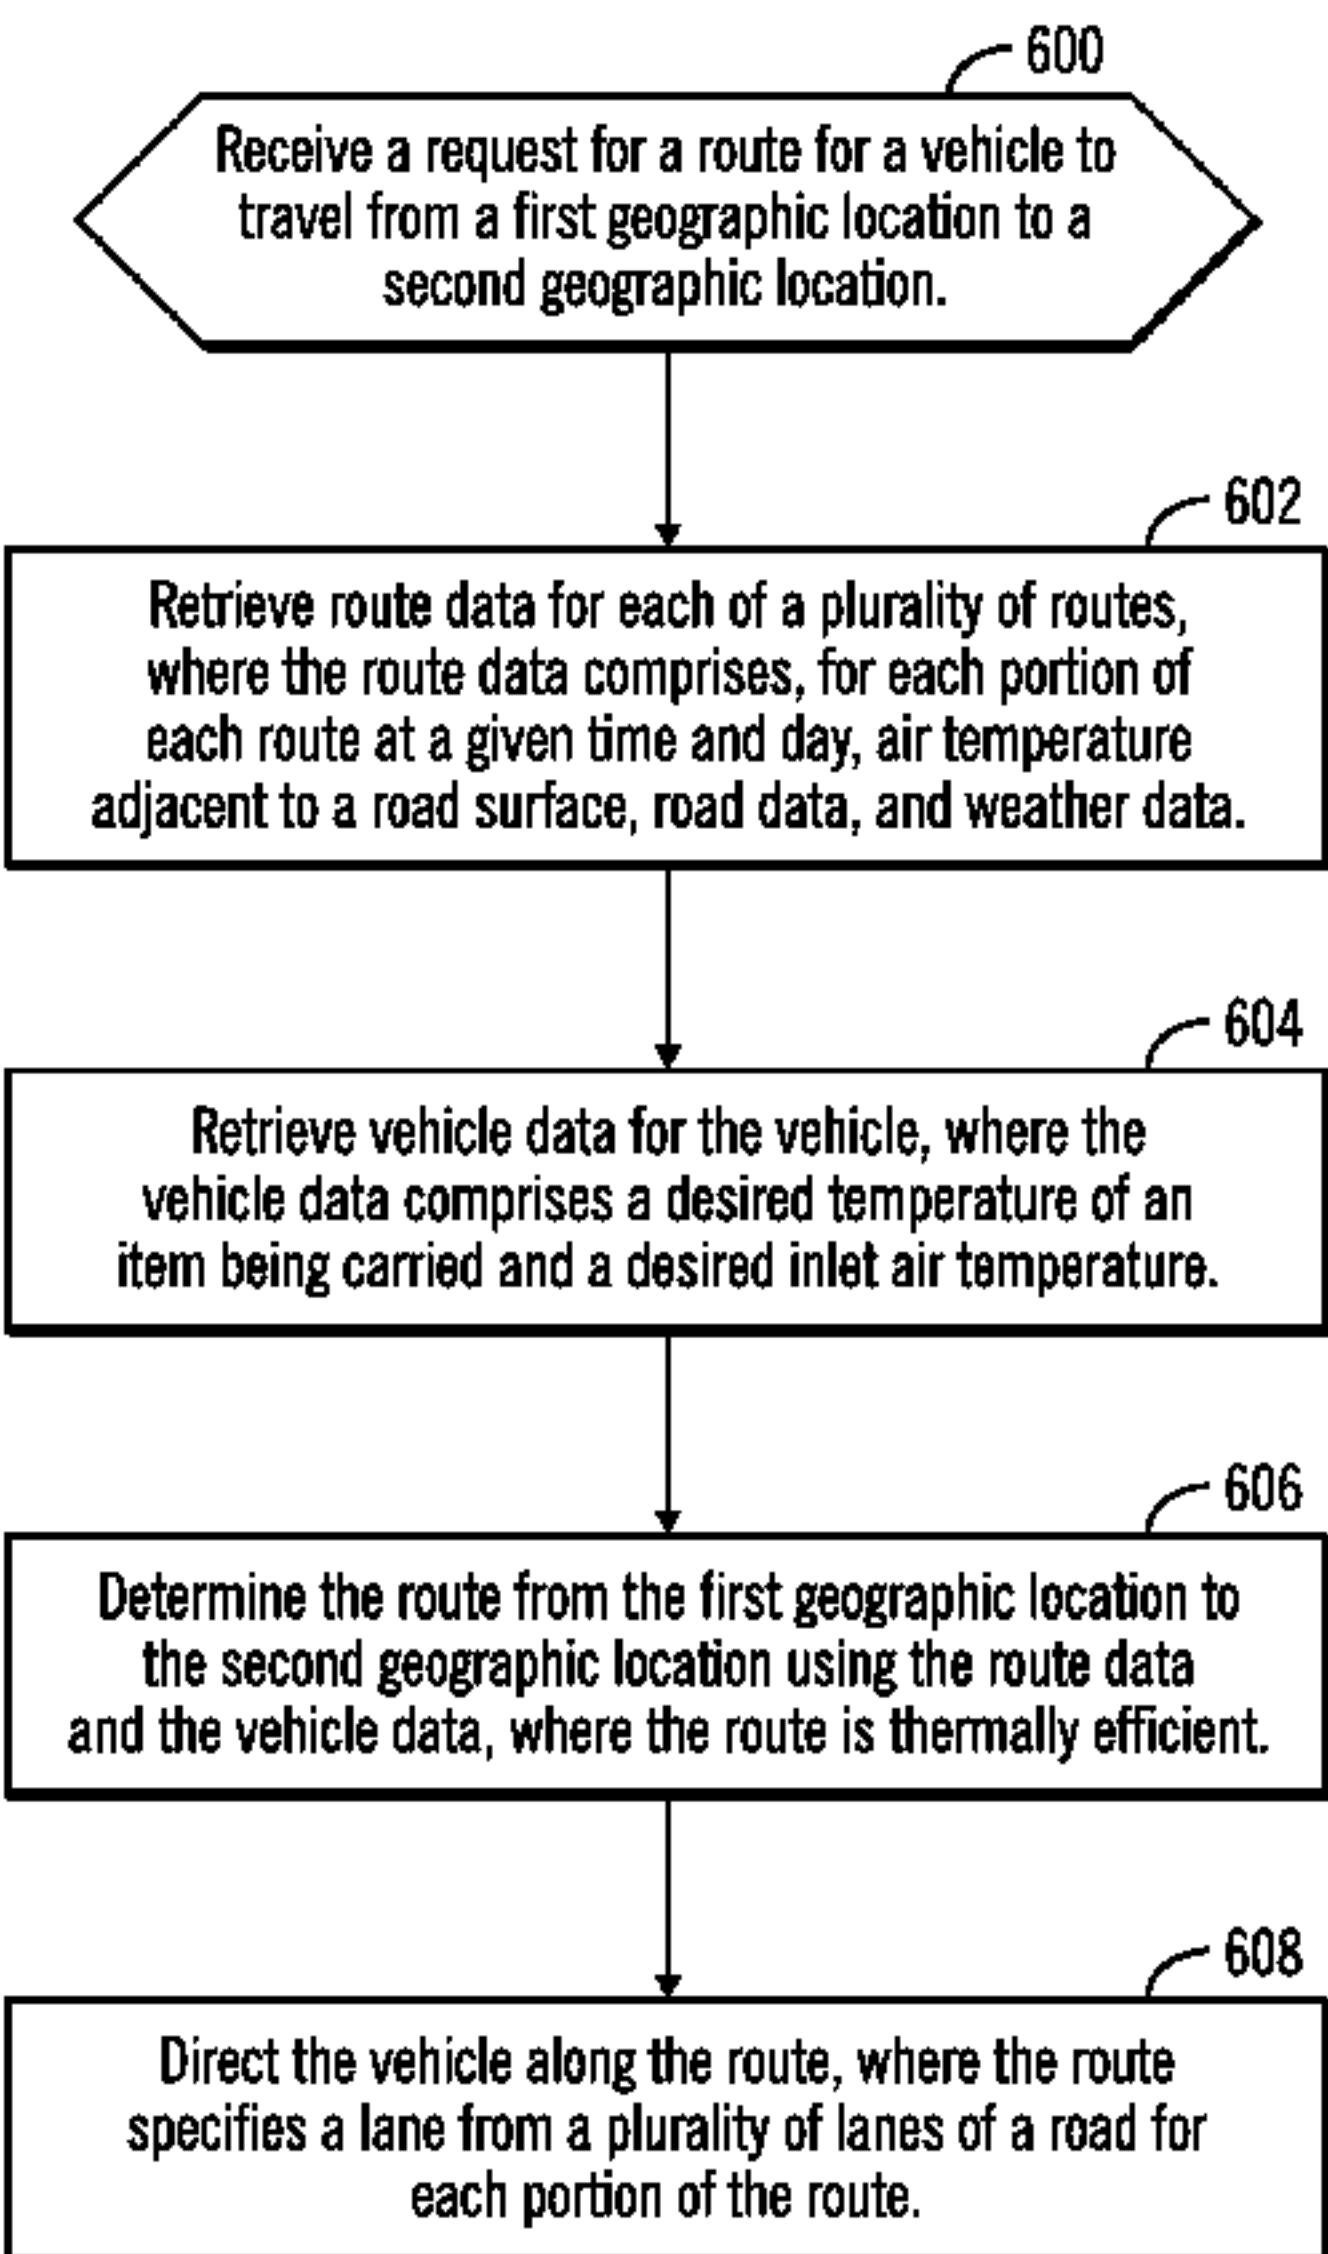 600
Receive a request for a route for a vehicle to
travel from a first geographic location to a
second geographic location.
602
Retrieve route data for each of a plurality of routes,
where the route data comprises, for each portion of
each route at a given time and day, air temperature
adjacent to a road surface, road data, and weather data.
604
Retrieve vehicle data for the vehicle, where the
vehicle data comprises a desired temperature of an
item being carried and a desired inlet air temperature.
606
Determine the route from the first geographic location to
the second geographic location using the route data
and the vehicle data, where the route is thermally efficient.
608
Direct the vehicle along the route, where the route
specifies a lane from a plurality of lanes of a road for
each portion of the route.